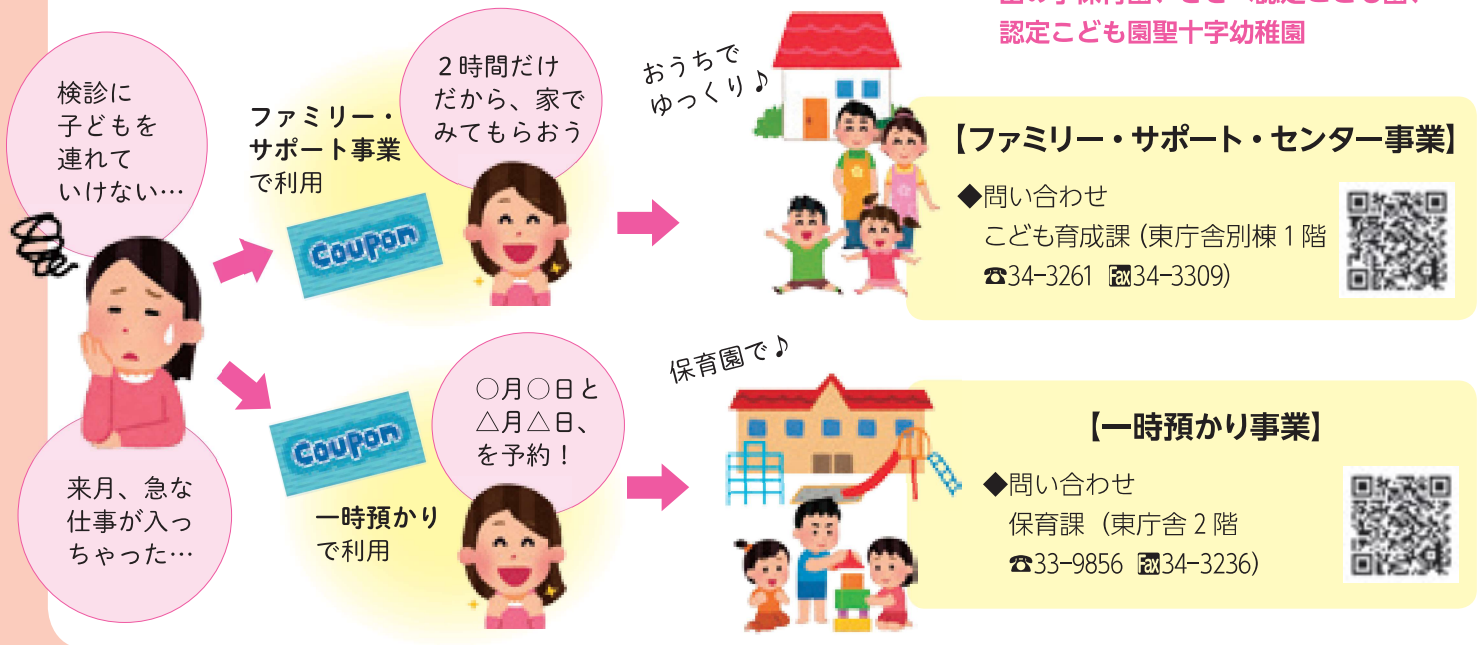 認定こども園聖十字幼稚園
検診に
子どもを
連れて
いけない…
ファミリー・
サポート事業
で利用
Coupon
2時間だけ
だから、家で
みてもらおう
おうちで
ゆっくり♪
【ファミリー・サポート・センター事業】
◆問い合わせ
こども育成課(東庁舎別棟1階
☎34-3261 Fax34-3309)
来月、急な
仕事が入っ
ちゃった…
Coupon
一時預かり
で利用
○月○日と
△月△日、
を予約！
保育園で♪
【一時預かり事業】
◆問い合わせ
保育課（東庁舎2階
☎33-9856 Fax34-3236)